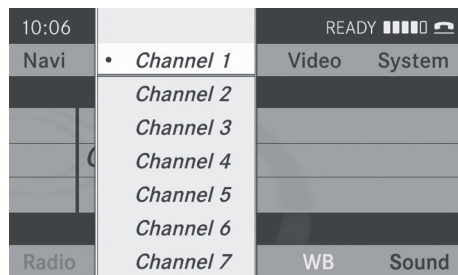 10:06 READY
Navi • Channel 1 Video System
Channel 2
Channel 3
Channel 4
Channel 5
Channel 6
Radio Channel 7 WB Sound